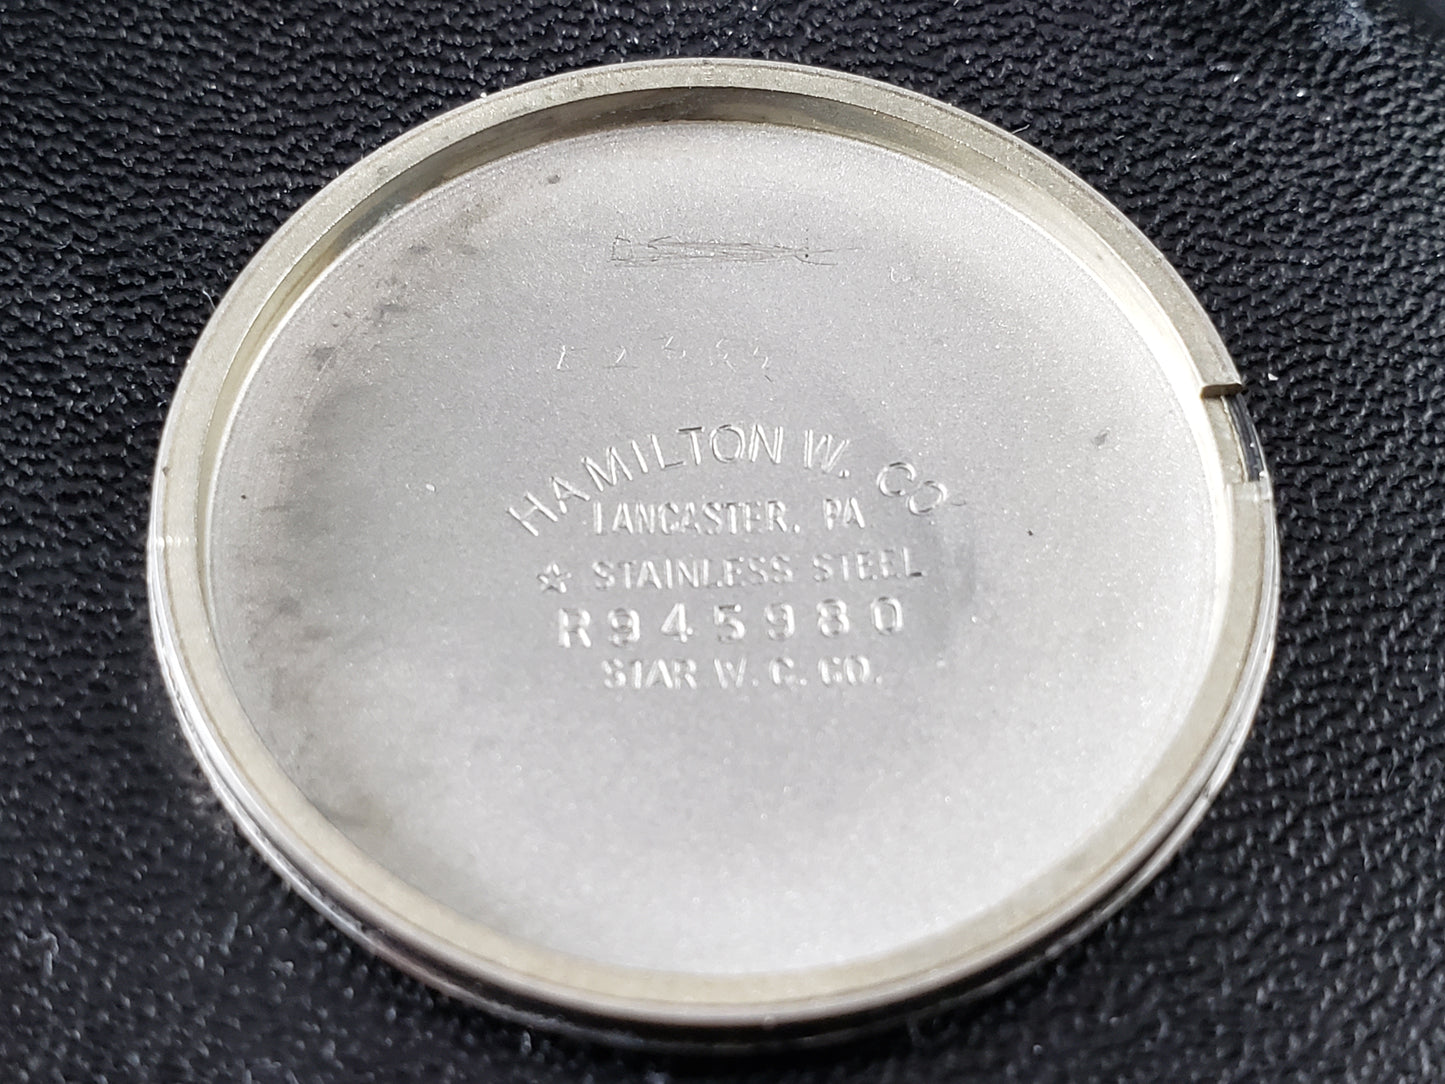 HAMILTON W. CO
LANCASTER, PA
☆ STAINLESS STEEL
R945980
STAR W. C. CO.